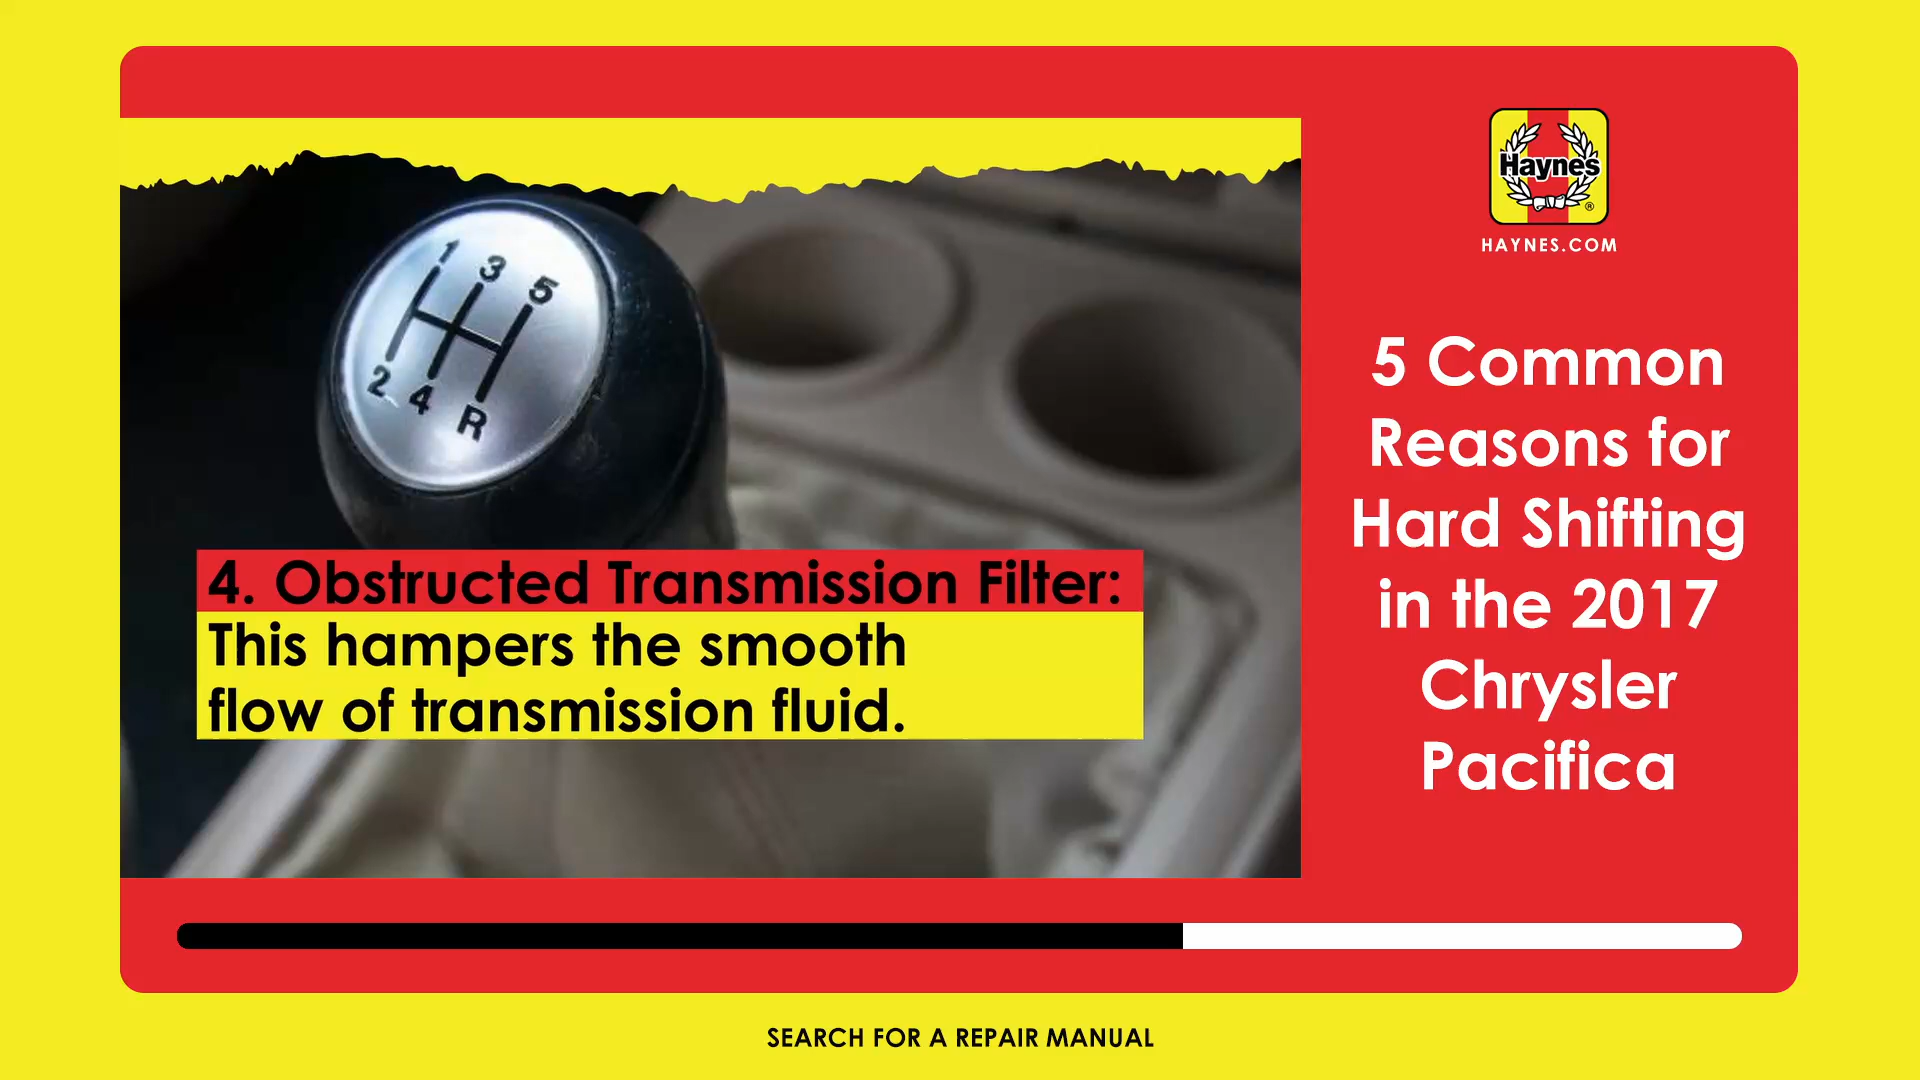 1 3 5
2 4 R
4. Obstructed Transmission Filter:
This hampers the smooth
flow of transmission fluid.
Haynes
®
HAYNES.COM
5 Common
Reasons for
Hard Shifting
in the 2017
Chrysler
Pacifica
SEARCH FOR A REPAIR MANUAL